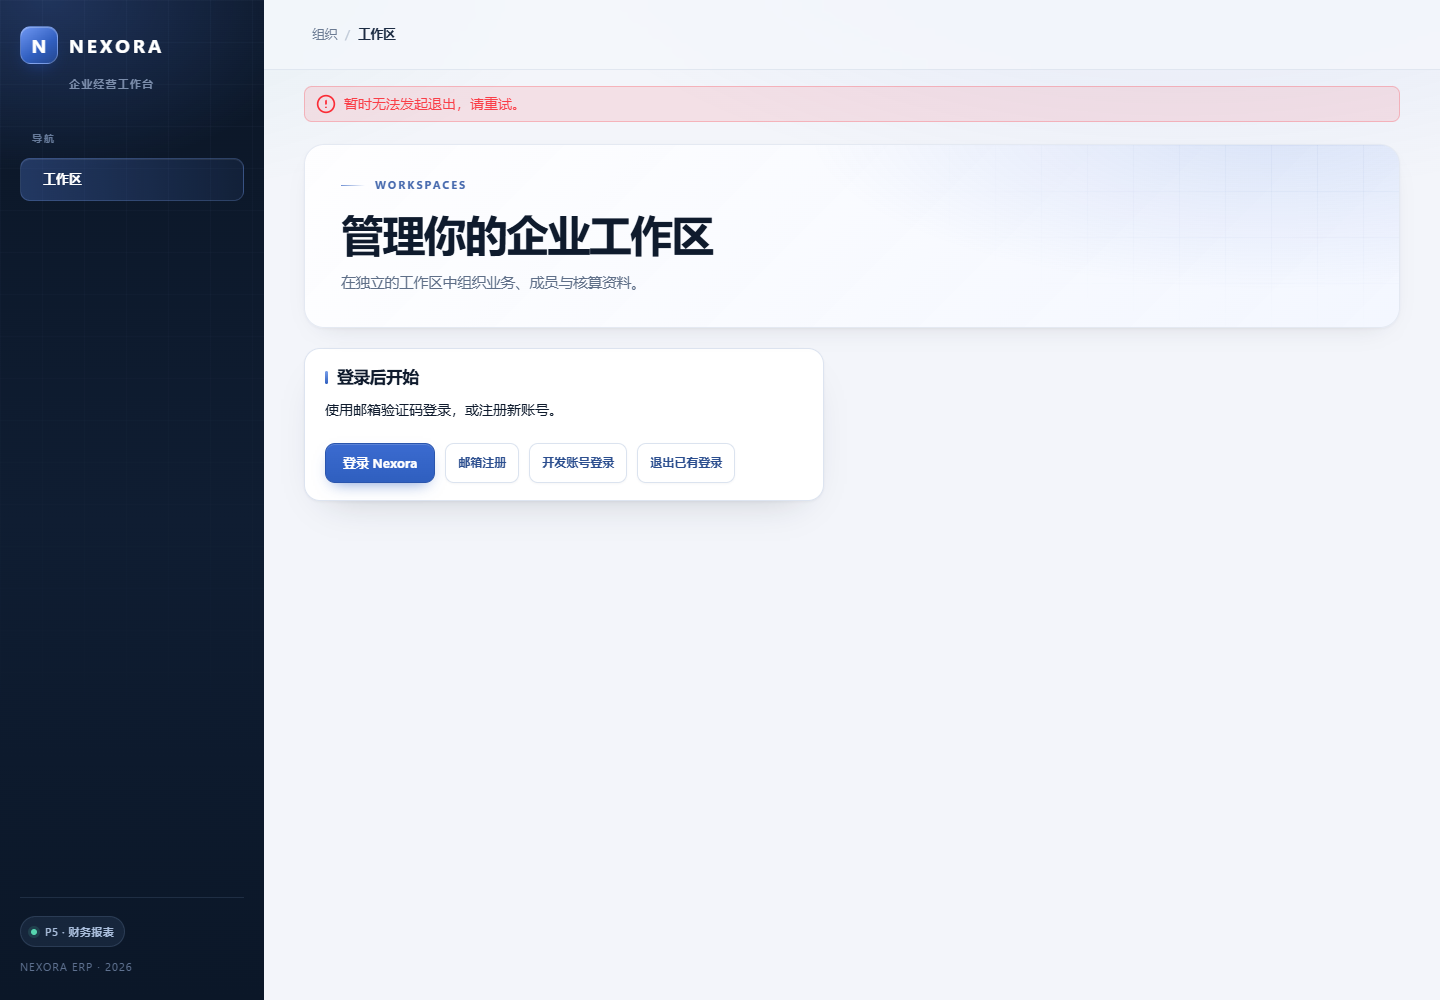 N NEXORA
企业经营工作台
导航
工作区
组织 / 工作区
暂时无法发起退出，请重试。
WORKSPACES
管理你的企业工作区
在独立的工作区中组织业务、成员与核算资料。
登录后开始
使用邮箱验证码登录，或注册新账号。
登录 Nexora 邮箱注册 开发账号登录 退出已有登录
P5 · 财务报表
NEXORA ERP · 2026